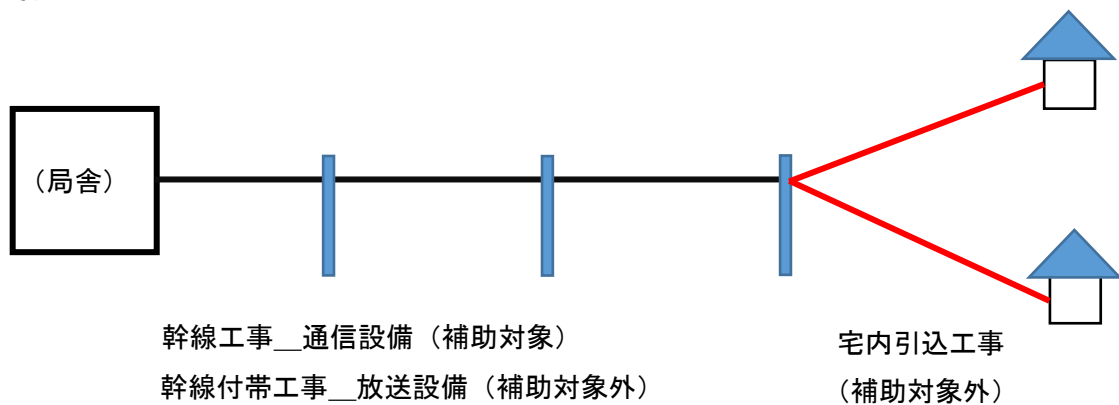 （局舎）
幹線工事__通信設備（補助対象）
幹線付帯工事__放送設備（補助対象外）
宅内引込工事
（補助対象外）